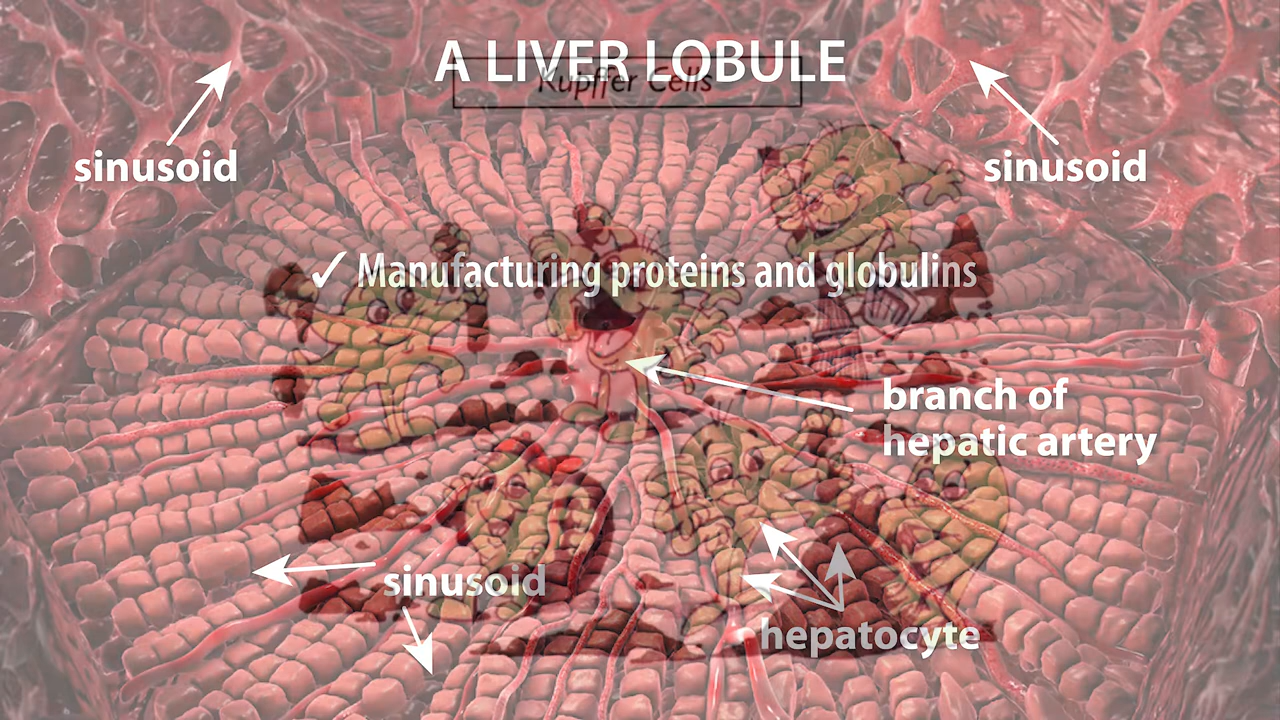 A LIVER LOBULE
Kupffer Cells
sinusoid
sinusoid
✓ Manufacturing proteins and globulins
branch of
hepatic artery
sinusoid
hepatocyte